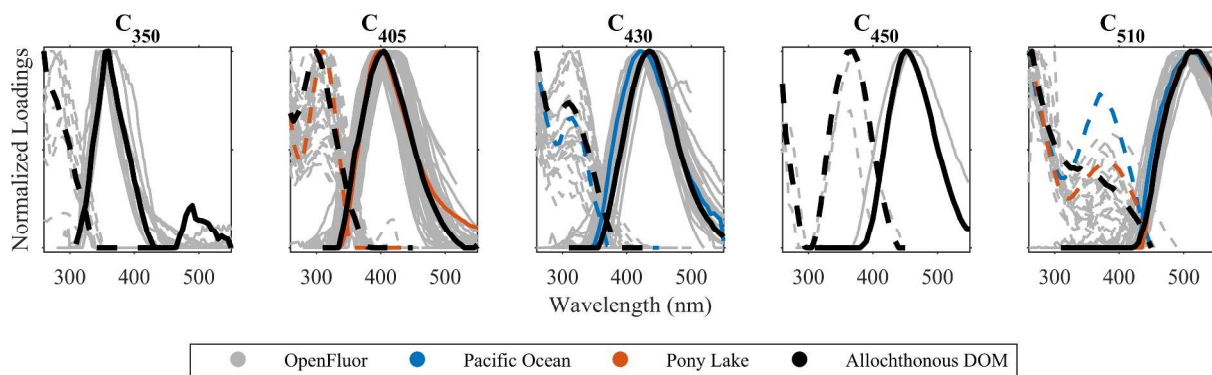 C350 C405 C430 C450 C510
Normalized Loadings
300 400 500 300 400 500 300 400 500 300 400 500 300 400 500
Wavelength (nm)
OpenFluor Pacific Ocean Pony Lake Allochthonous DOM